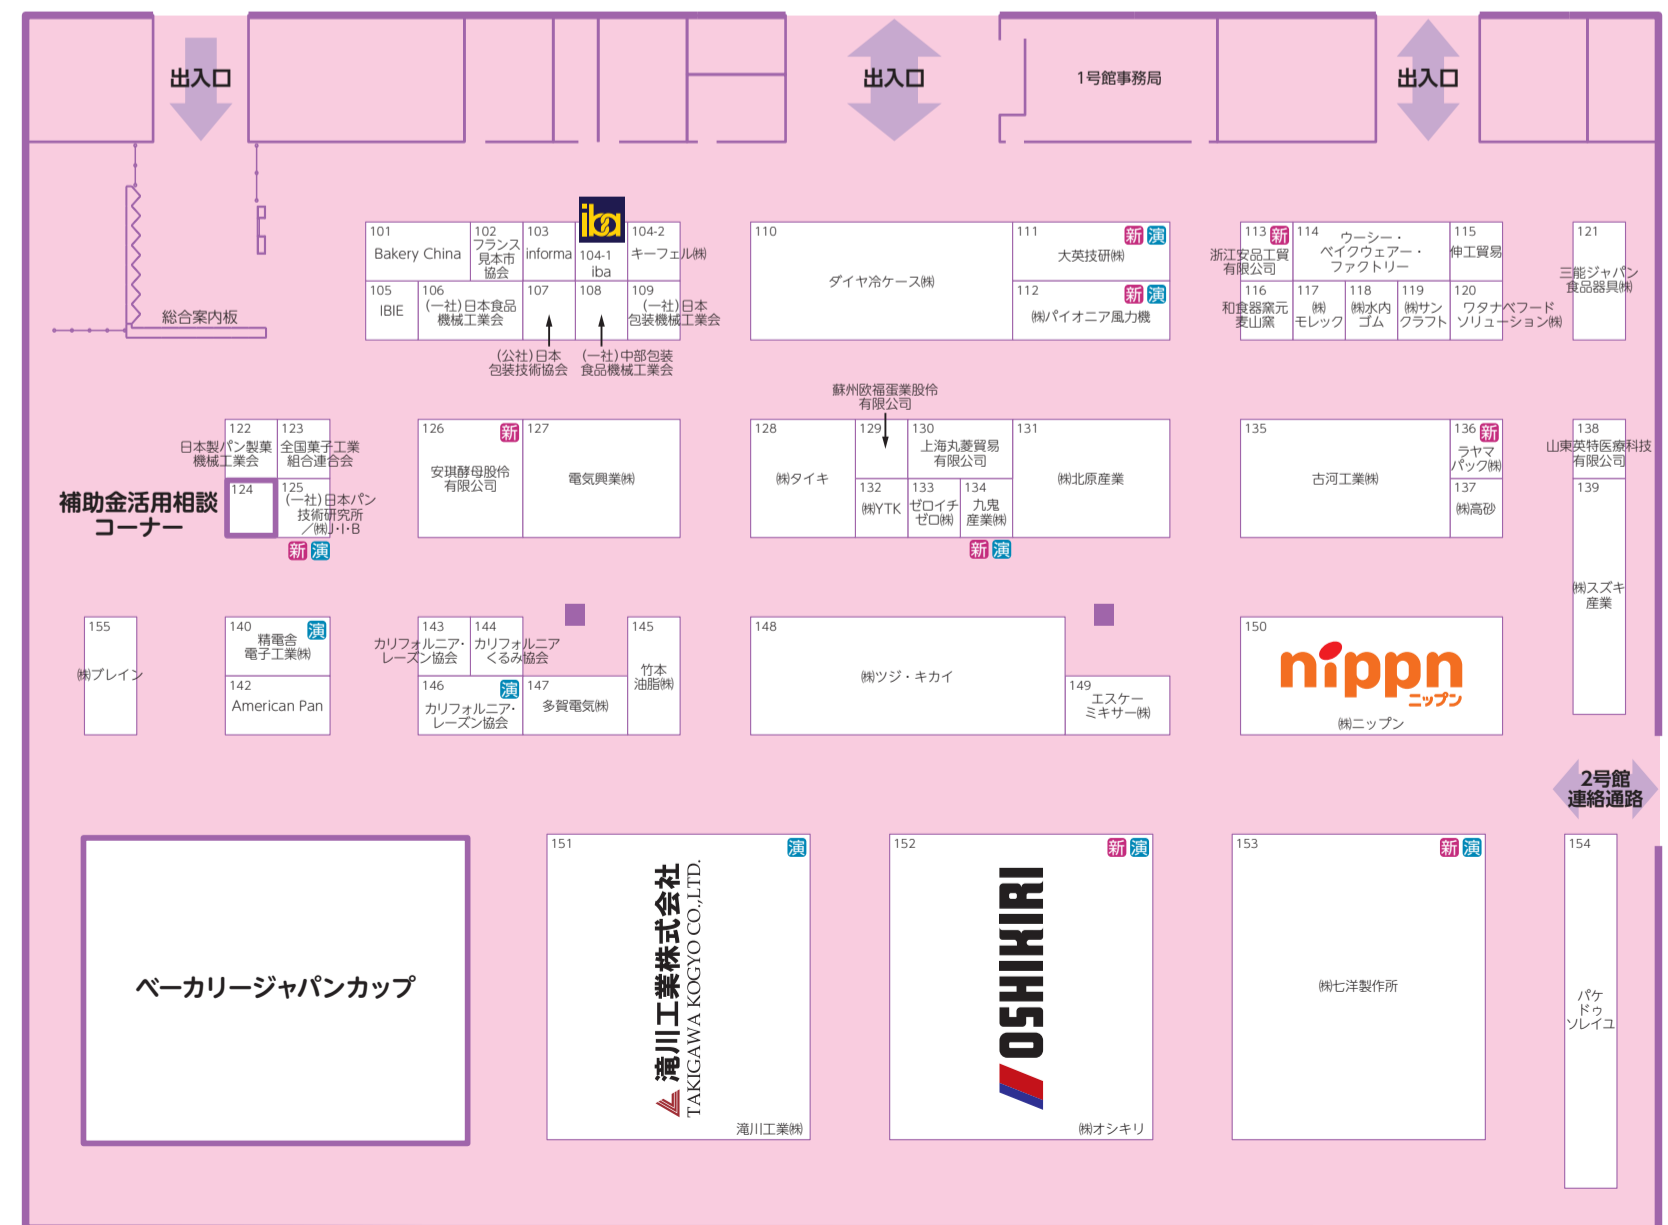 出入口
出入口
1号館事務局
出入口
総合案内板
101
Bakery China
102
フランス
見本市
協会
103
informa
iba
104-1
iba
104-2
キーフェル㈱
105
IBIE
106
(一社)日本食品
機械工業会
107
(公社)日本
包装技術協会
108
(一社)中部包装
食品機械工業会
109
(一社)日本
包装機械工業会
110
ダイヤ冷ケース㈱
111
新 演
大英技研㈱
112
新 演
㈱パイオニア風力機
113 新
浙江安品工貿
有限公司
114
ウーシー・
ベイクウェアー・
ファクトリー
115
伸工貿易
116
和食器窯元
麦山窯
117
㈱
モレック
118
㈱水内
ゴム
119
㈱サン
クラフト
120
ワタナベフード
ソリューション㈱
121
三能ジャパン
食品器具㈱
122
日本製パン製菓
機械工業会
123
全国菓子工業
組合連合会
補助金活用相談
コーナー
124
125
(一社)日本パン
技術研究所
／㈱J・I・B
新 演
126 新
安琪酵母股份
有限公司
127
電気興業㈱
128
㈱タイキ
蘇州欧福蛋業股份
有限公司
129
130
上海丸菱貿易
有限公司
131
㈱北原産業
132
㈱YTK
133
ゼロイチ
ゼロ㈱
134
九鬼
産業㈱
新 演
135
古河工業㈱
136 新
ラヤマ
パック㈱
137
㈱高砂
138
山東英特医療科技
有限公司
139
㈱スズキ
産業
155
㈱ブレイン
140 演
精電舎
電子工業㈱
142
American Pan
143
カリフォルニア・
レーズン協会
144
カリフォルニア
くるみ協会
145
竹本
油脂㈱
146 演
カリフォルニア・
レーズン協会
147
多賀電気㈱
148
㈱ツジ・キカイ
149
エスケー
ミキサー㈱
150
nippn
ニップン
㈱ニップン
2号館
連絡通路
ベーカリージャパンカップ
151 演
滝川工業株式会社
TAKIGAWA KOGYO CO.,LTD.
滝川工業㈱
152 新 演
OSHIKIRI
㈱オシキリ
153 新 演
㈱七洋製作所
154
パケ
ドゥ
ソレイユ